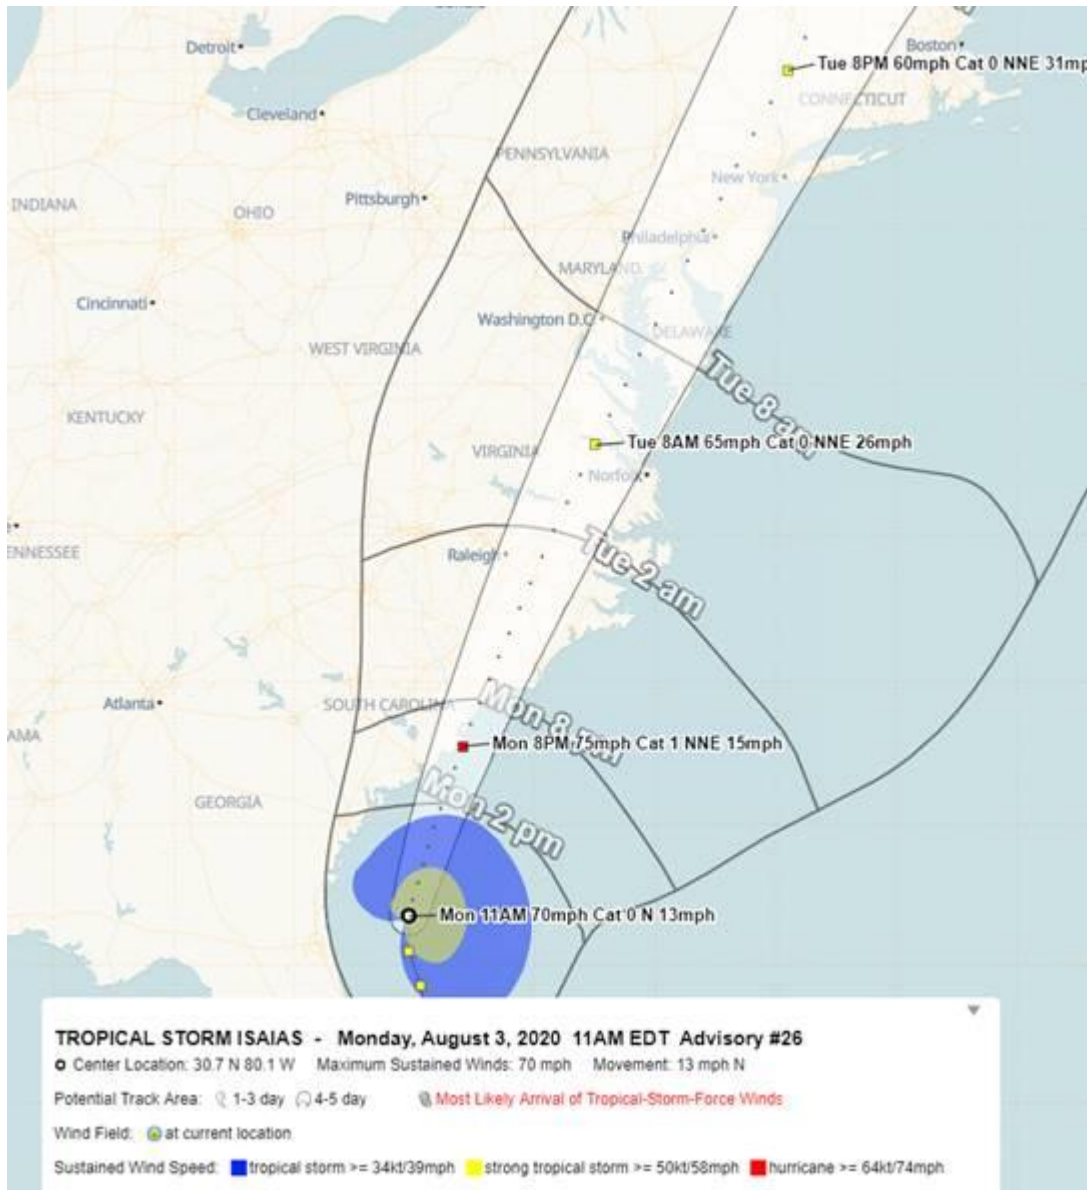 Detroit
Boston
Tue 8PM 60mph Cat 0 NNE 31mp
CONNECTICUT
Cleveland
PENNSYLVANIA
New York
INDIANA
OHIO
Pittsburgh
Philadelphia
MARYLAND
Cincinnati
Washington D.C
DELAWARE
WEST VIRGINIA
Tue 8 am
KENTUCKY
Tue 8AM 65mph Cat 0 NNE 26mph
VIRGINIA
Norfolk
ENNESSEE
Raleigh
Tue 2 am
Atlanta
SOUTH CAROLINA
Mon 8 pm
AMA
Mon 8PM 75mph Cat 1 NNE 15mph
GEORGIA
Mon 2 pm
Mon 11AM 70mph Cat 0 N 13mph
TROPICAL STORM ISAIAS - Monday, August 3, 2020 11AM EDT Advisory #26
Center Location: 30.7 N 80.1 W Maximum Sustained Winds: 70 mph Movement: 13 mph N
Potential Track Area: 1-3 day 4-5 day Most Likely Arrival of Tropical-Storm-Force Winds
Wind Field: at current location
Sustained Wind Speed: tropical storm >= 34kt/39mph strong tropical storm >= 50kt/58mph hurricane >= 64kt/74mph